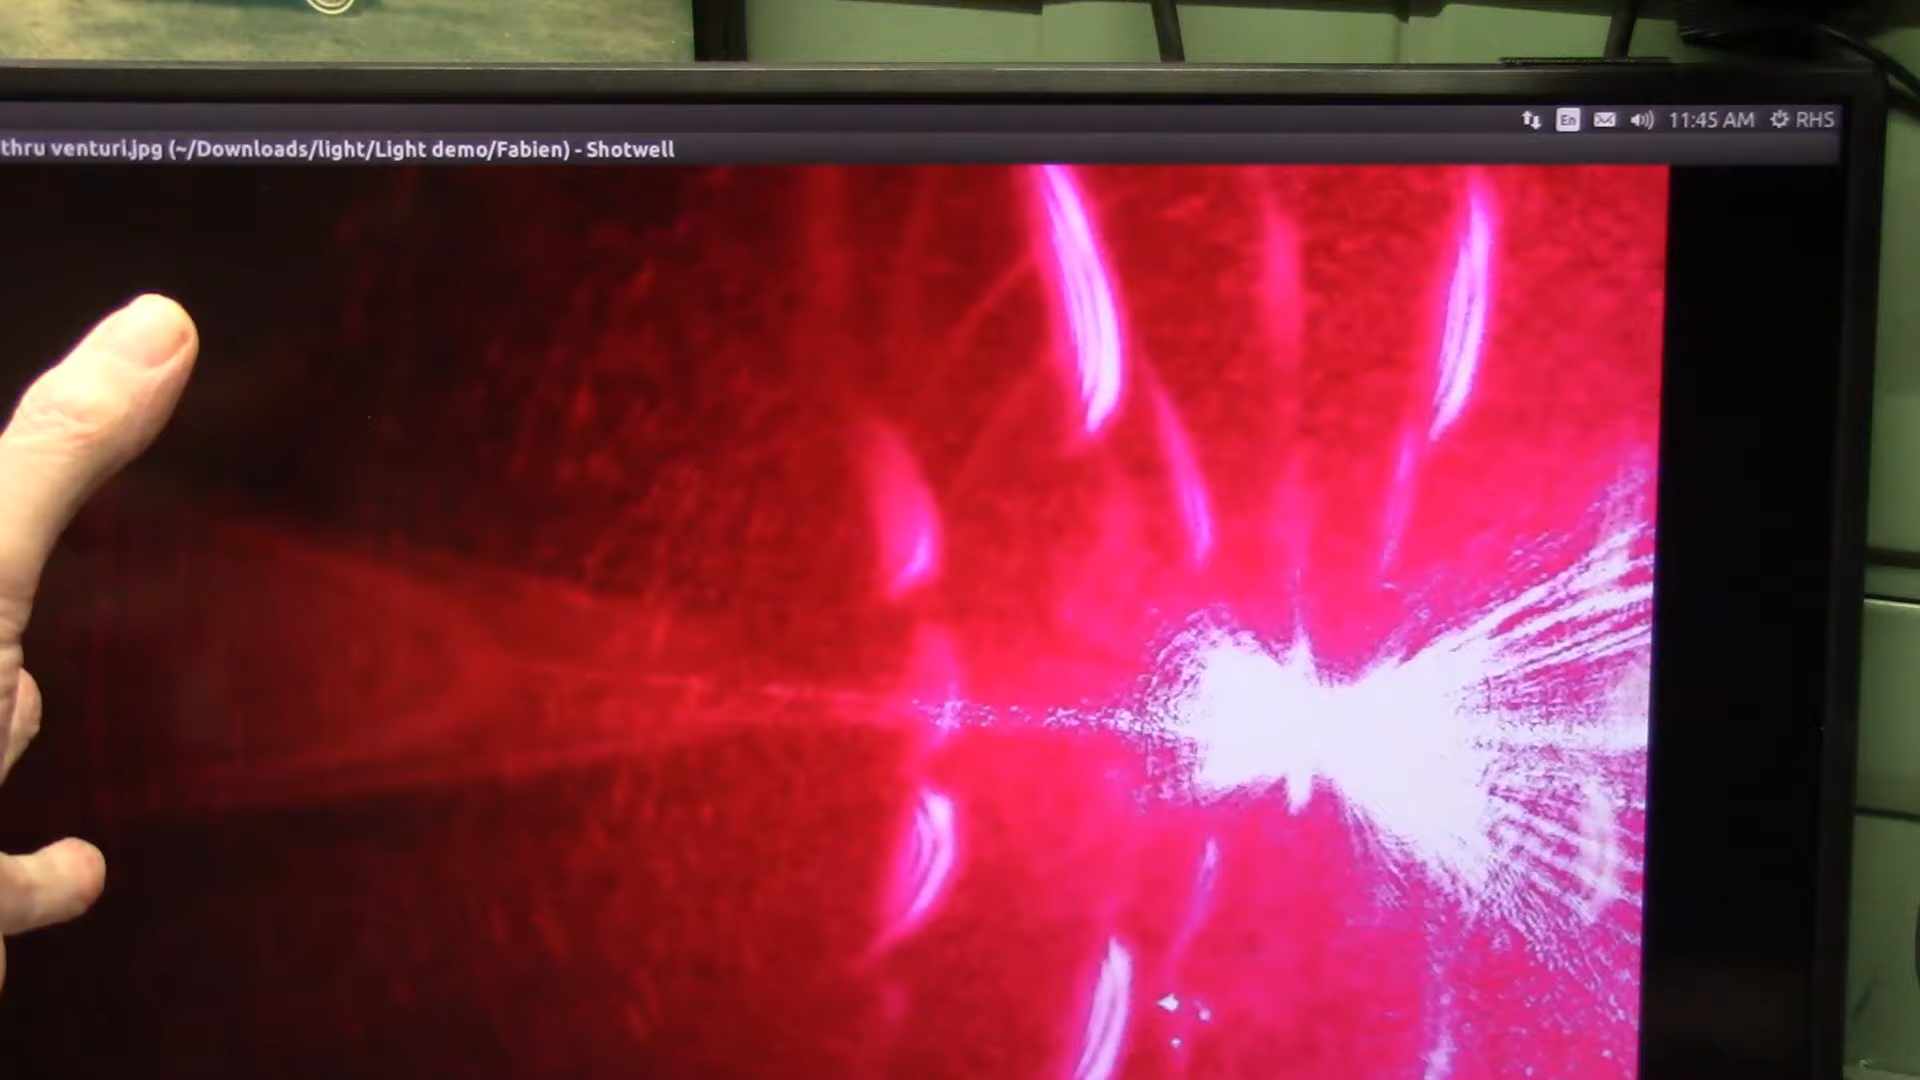 En 11:45 AM RHS
thru venturi.jpg (~/Downloads/light/Light demo/Fabien) - Shotwell